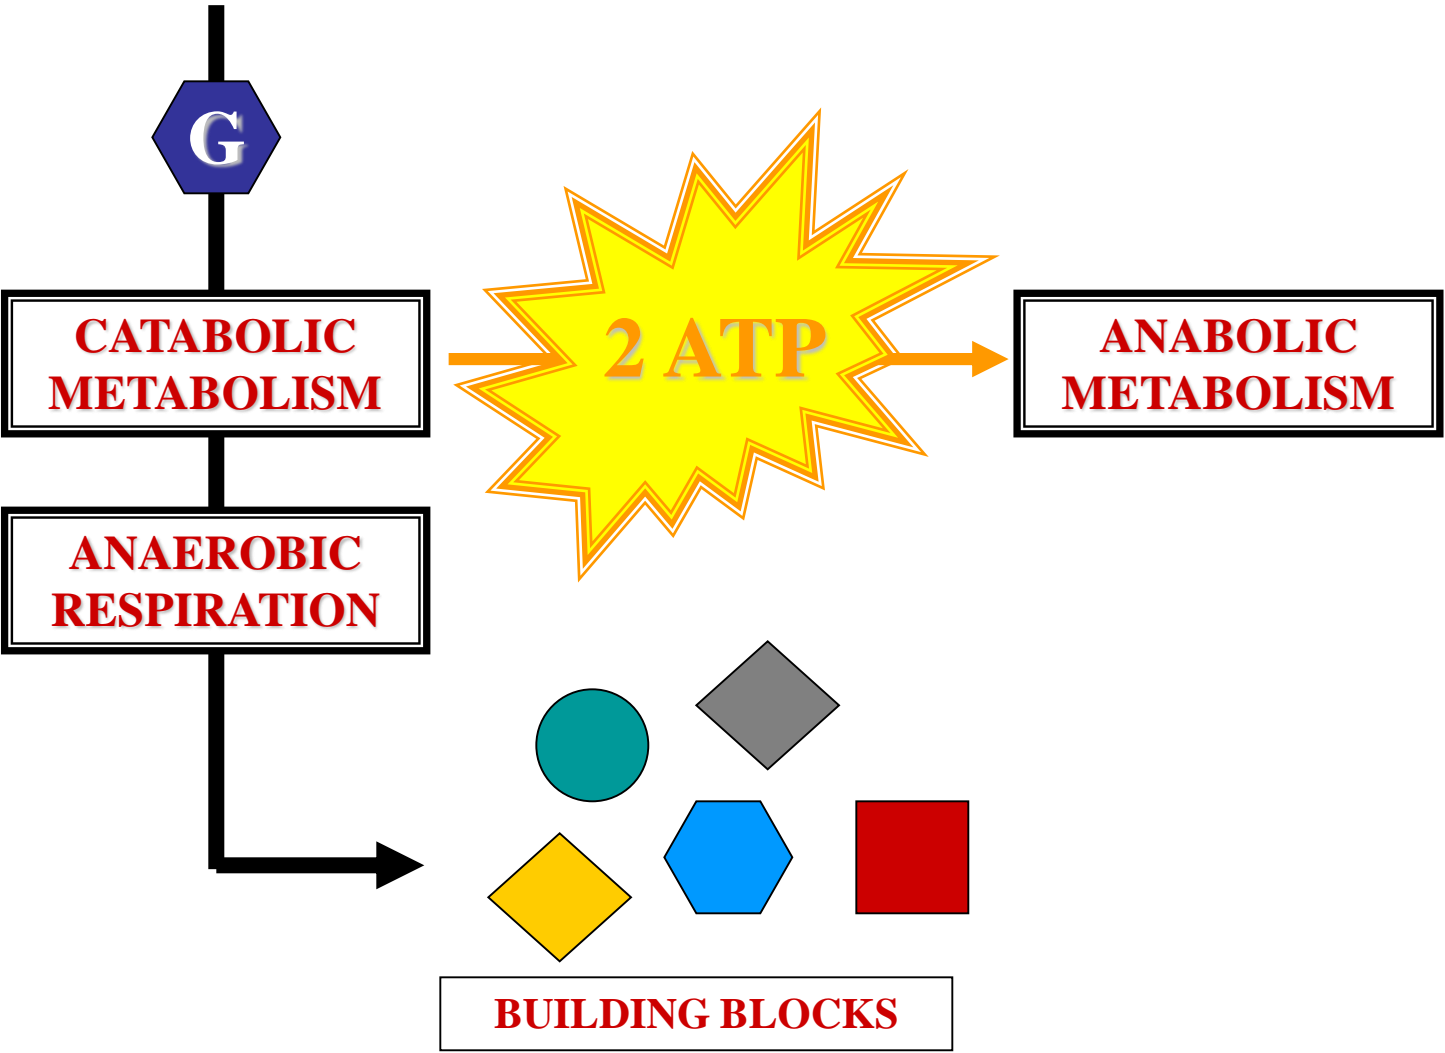 G
CATABOLIC
METABOLISM
2 ATP
ANABOLIC
METABOLISM
ANAEROBIC
RESPIRATION
BUILDING BLOCKS